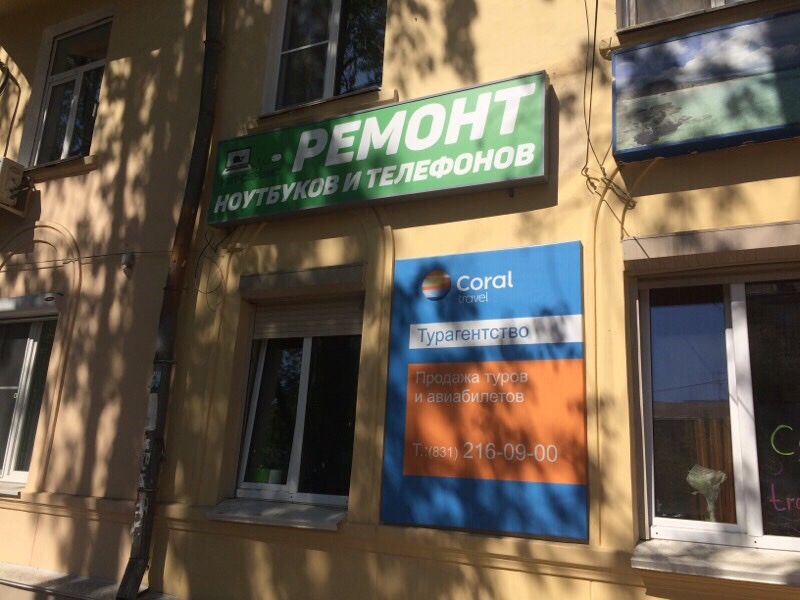 РЕМОНТ
НОУТБУКОВ И ТЕЛЕФОНОВ
Coral
travel
Турагентство
Продажа туров
и авиабилетов
Т.:(831) 216-09-00